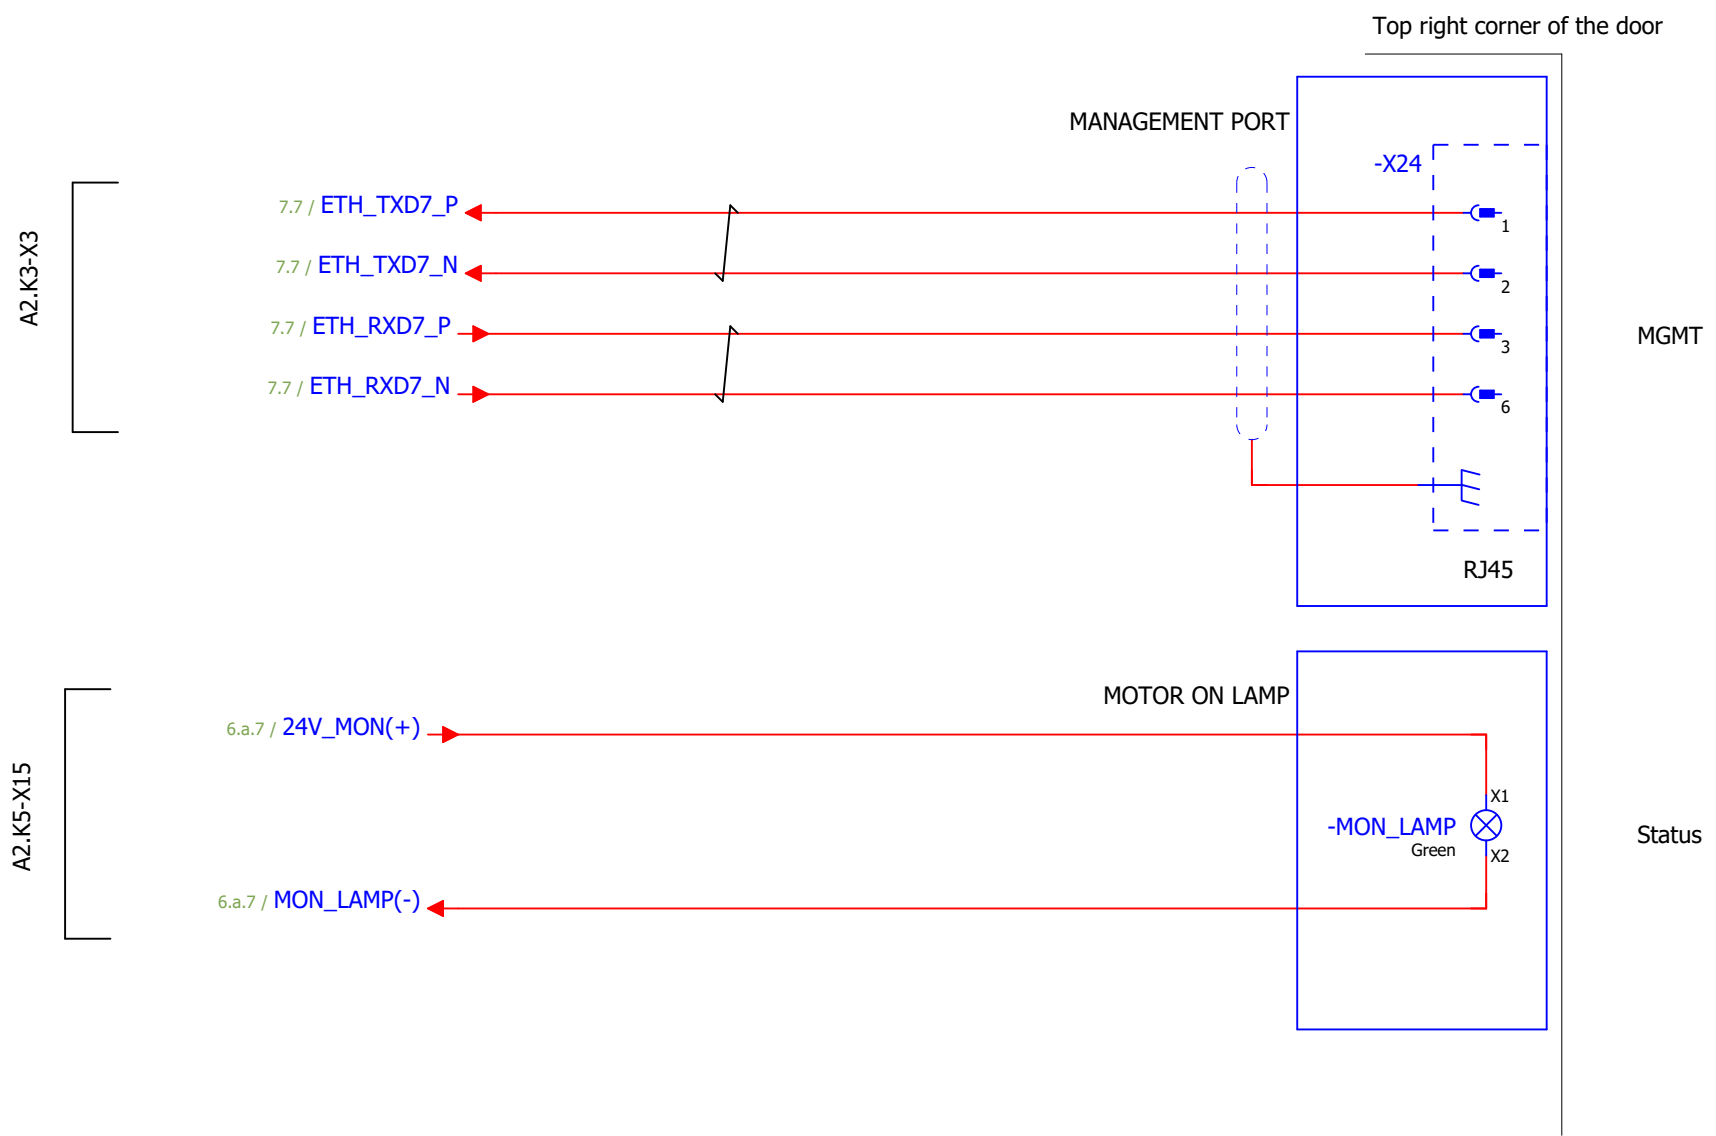 Top right corner of the door
MANAGEMENT PORT
-X24
A2.K3-X3
7.7 / ETH_TXD7_P
1
7.7 / ETH_TXD7_N
2
7.7 / ETH_RXD7_P
3
MGMT
7.7 / ETH_RXD7_N
6
RJ45
MOTOR ON LAMP
A2.K5-X15
6.a.7 / 24V_MON(+)
X1
-MON_LAMP
Green
X2
Status
6.a.7 / MON_LAMP(-)